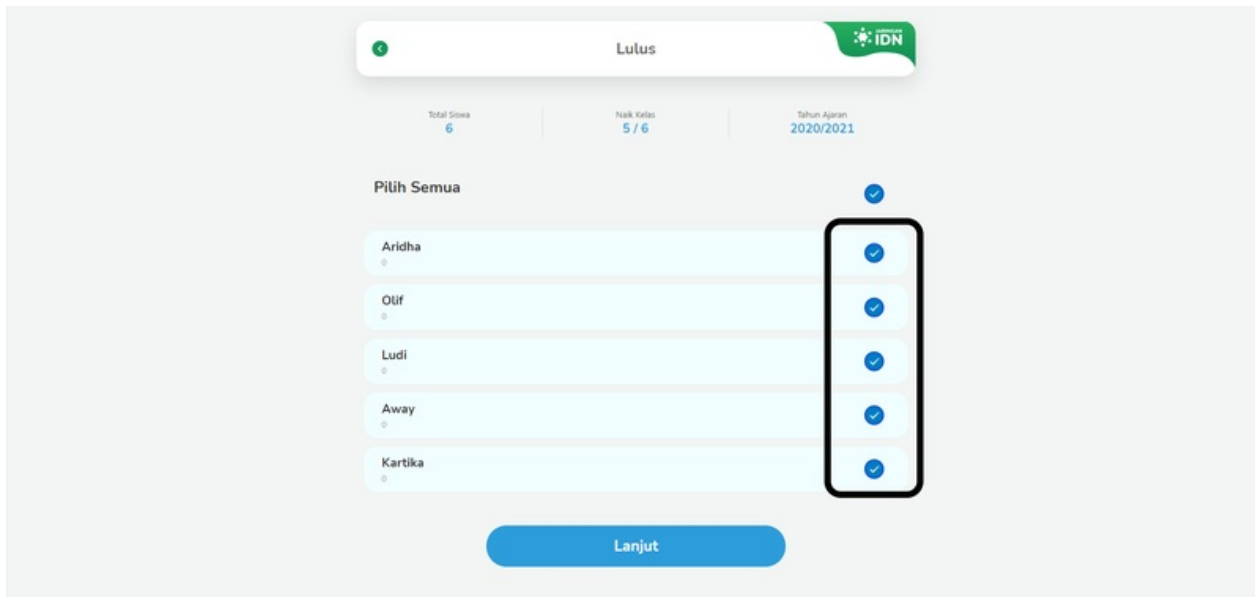 Lulus
JARINGAN
IDN
Total Siswa
6
Naik Kelas
5 / 6
Tahun Ajaran
2020/2021
Pilih Semua
Aridha
0
Olif
0
Ludi
0
Away
0
Kartika
0
Lanjut